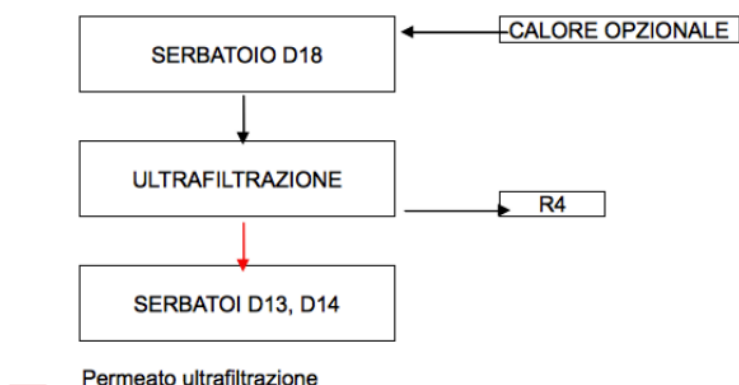 CALORE OPZIONALE
SERBATOIO D18
ULTRAFILTRAZIONE
R4
SERBATOI D13, D14
Permeato ultrafiltrazione